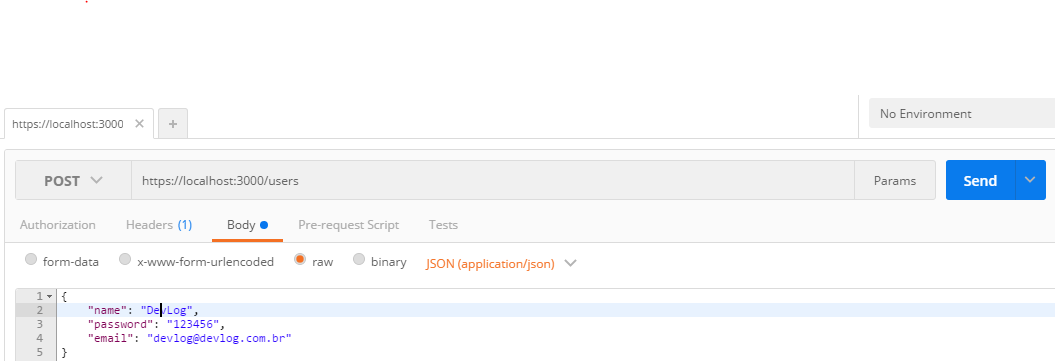 https://localhost:3000 × +
No Environment
POST https://localhost:3000/users Params Send
Authorization Headers (1) Body Pre-request Script Tests
form-data x-www-form-urlencoded raw binary JSON (application/json)
1 {
2 "name": "DevLog",
3 "password": "123456",
4 "email": "devlog@devlog.com.br"
5 }